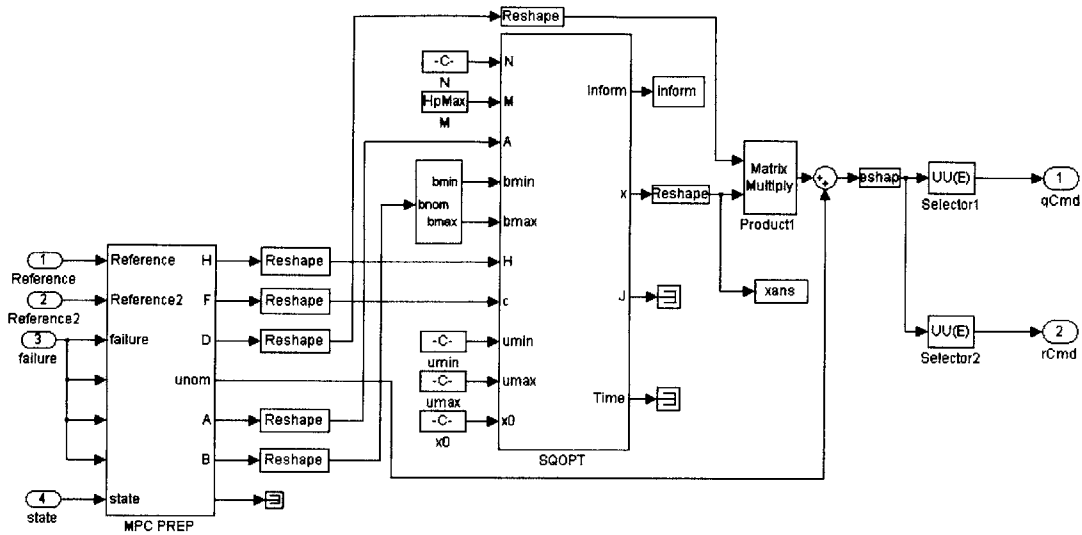 Reshape
-C-
N
HpMax
M
N
M
A
bmin
bmax
H
c
umin
umax
x0
Inform
x
J
Time
SQOPT
inform
bmin
bnom
bmax
-C-
umin
-C-
umax
-C-
x0
1
Reference
2
Reference2
3
failure
4
state
Reference
Reference2
failure
state
H
F
D
unom
A
B
MPC PREP
Reshape
Reshape
Reshape
Reshape
Reshape
Reshape
Matrix
Multiply
Product1
xans
++
eshap
UU(E)
Selector1
1
qCmd
UU(E)
Selector2
2
rCmd